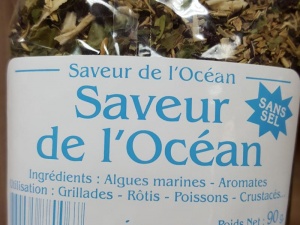 Saveur de l'Océan
Saveur
de l'Océan
SANS
SEL
Ingrédients : Algues marines - Aromates
Utilisation : Grillades - Rôtis - Poissons - Crustacés...
Poids Net : 90 g